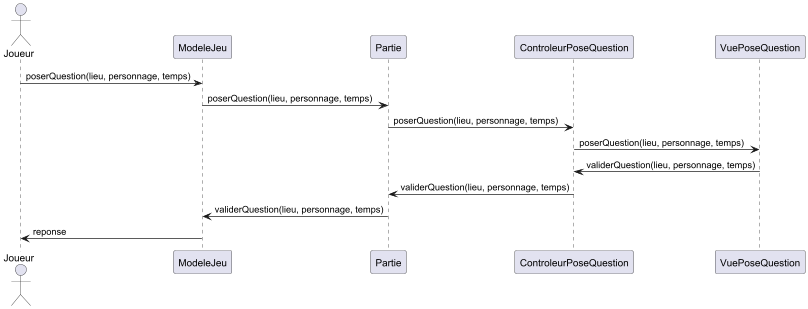 Joueur
ModeleJeu
Partie
ControleurPoseQuestion
VuePoseQuestion
poserQuestion(lieu, personnage, temps)
poserQuestion(lieu, personnage, temps)
poserQuestion(lieu, personnage, temps)
poserQuestion(lieu, personnage, temps)
validerQuestion(lieu, personnage, temps)
validerQuestion(lieu, personnage, temps)
validerQuestion(lieu, personnage, temps)
reponse
Joueur
ModeleJeu
Partie
ControleurPoseQuestion
VuePoseQuestion